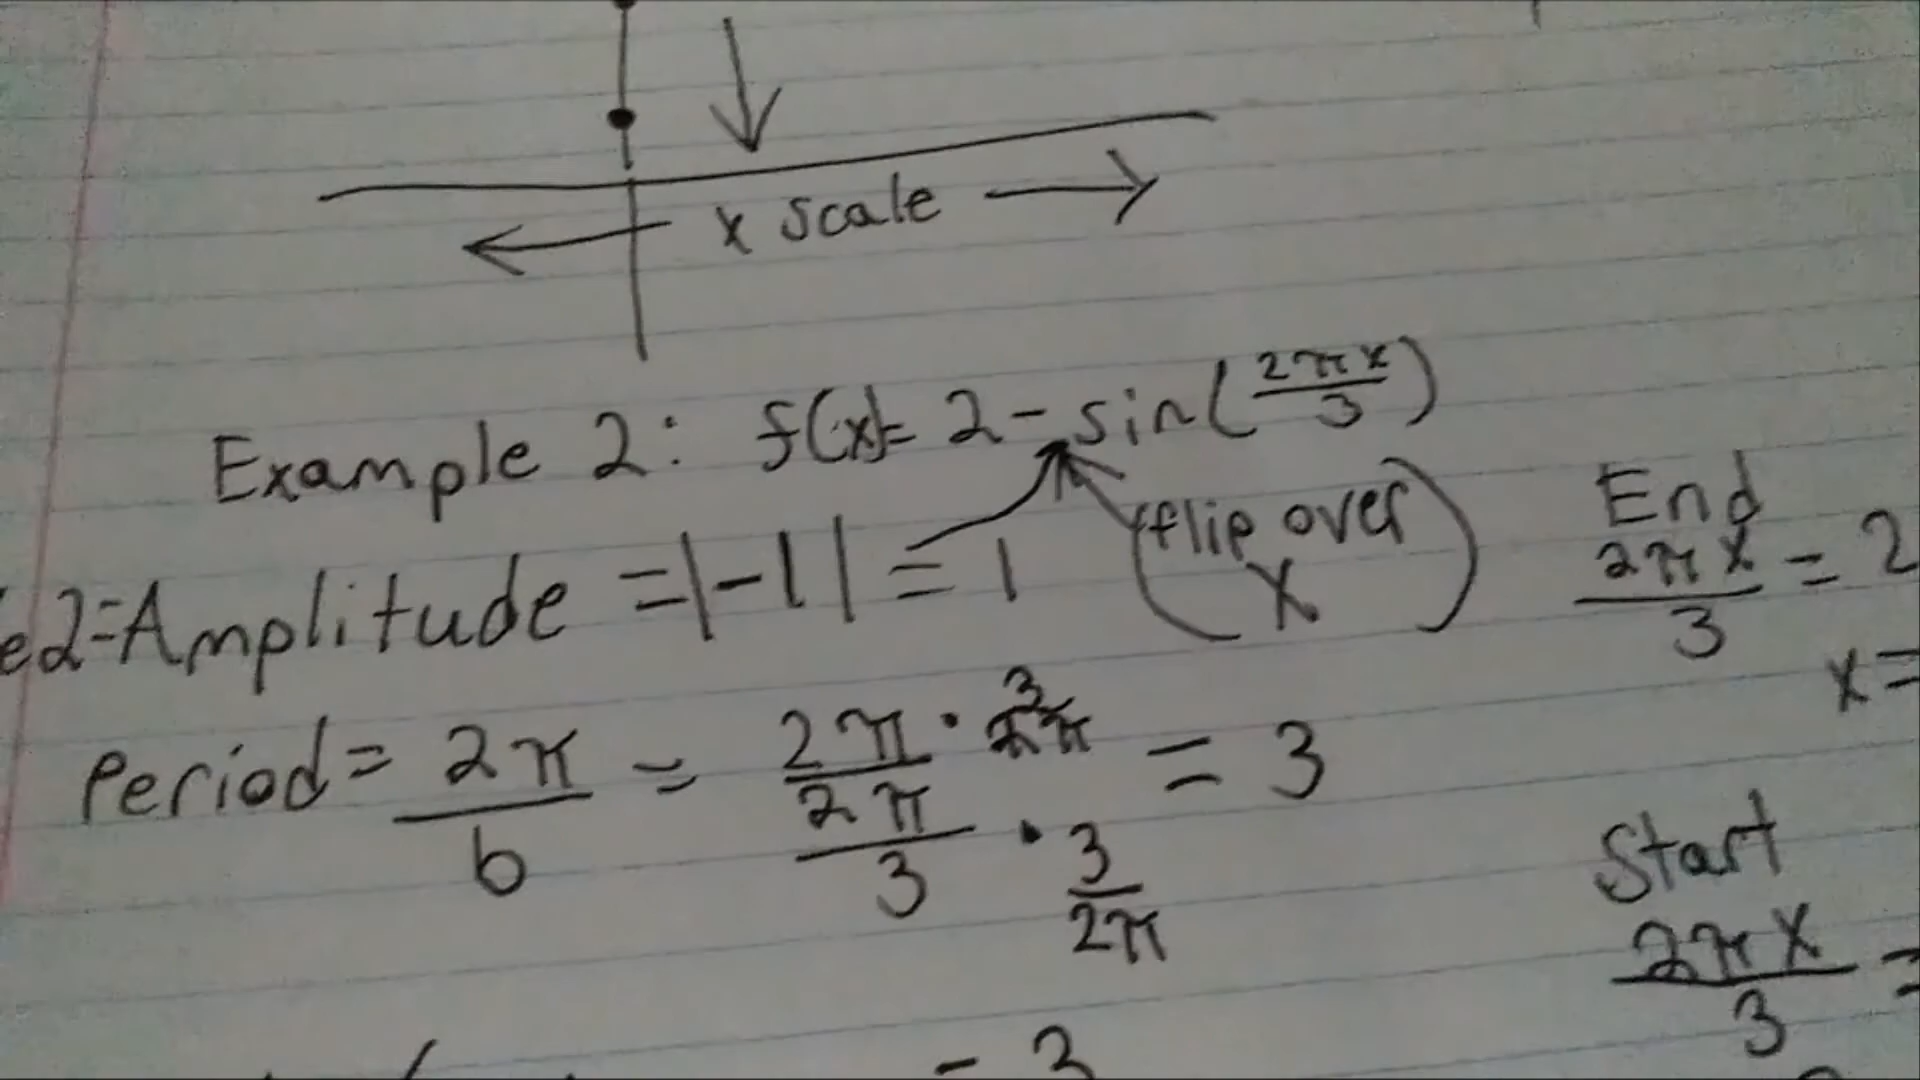 x scale
Example 2: f(x)= 2 - sin(2πx/3)
(flip over
x)
e2=Amplitude =|-1| = 1
End
2πx/3 = 2
x=
Period = 2π/b = 2π/(2π/3) · 3/2π = 3
· 3/2π
Start
2πx/3 =
- 3